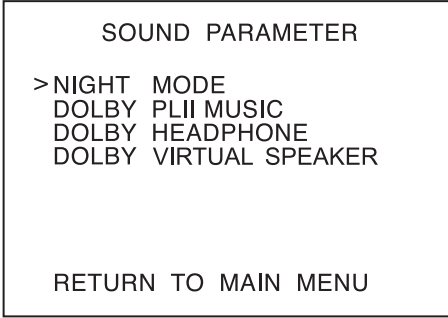 SOUND PARAMETER
>NIGHT MODE
DOLBY PLII MUSIC
DOLBY HEADPHONE
DOLBY VIRTUAL SPEAKER
RETURN TO MAIN MENU